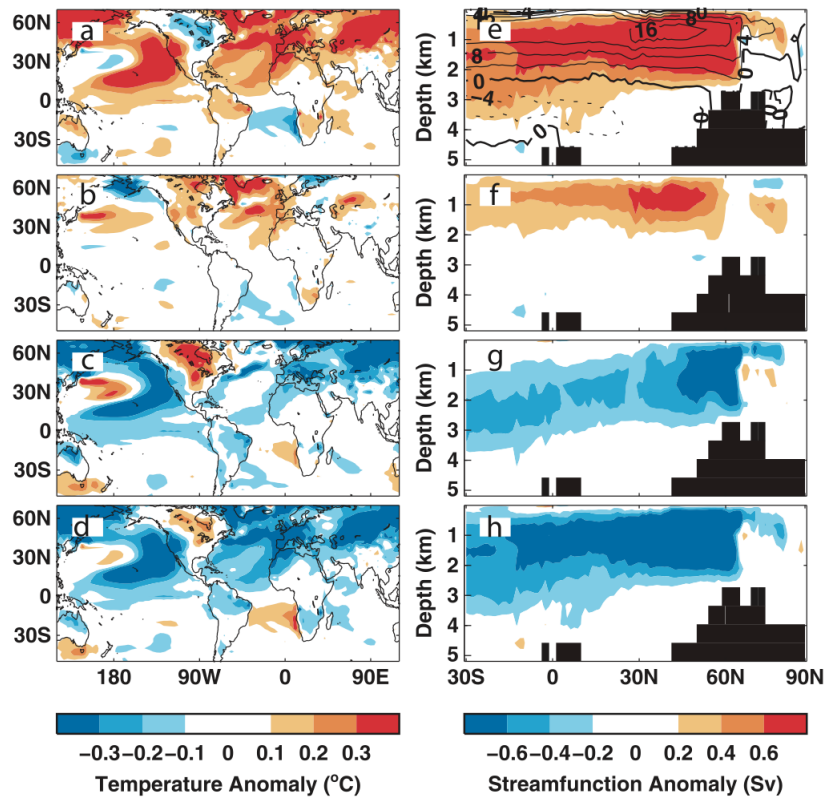 a
60N
30N
0
30S
b
60N
30N
0
30S
c
60N
30N
0
30S
d
60N
30N
0
30S
180 90W 0 90E
−0.3 −0.2 −0.1 0 0.1 0.2 0.3
Temperature Anomaly (°C)
e
Depth (km)
1
2
3
4
5
16
8
8
0
−4
0
0
f
Depth (km)
1
2
3
4
5
g
Depth (km)
1
2
3
4
5
h
Depth (km)
1
2
3
4
5
30S 0 30N 60N 90N
−0.6 −0.4 −0.2 0 0.2 0.4 0.6
Streamfunction Anomaly (Sv)